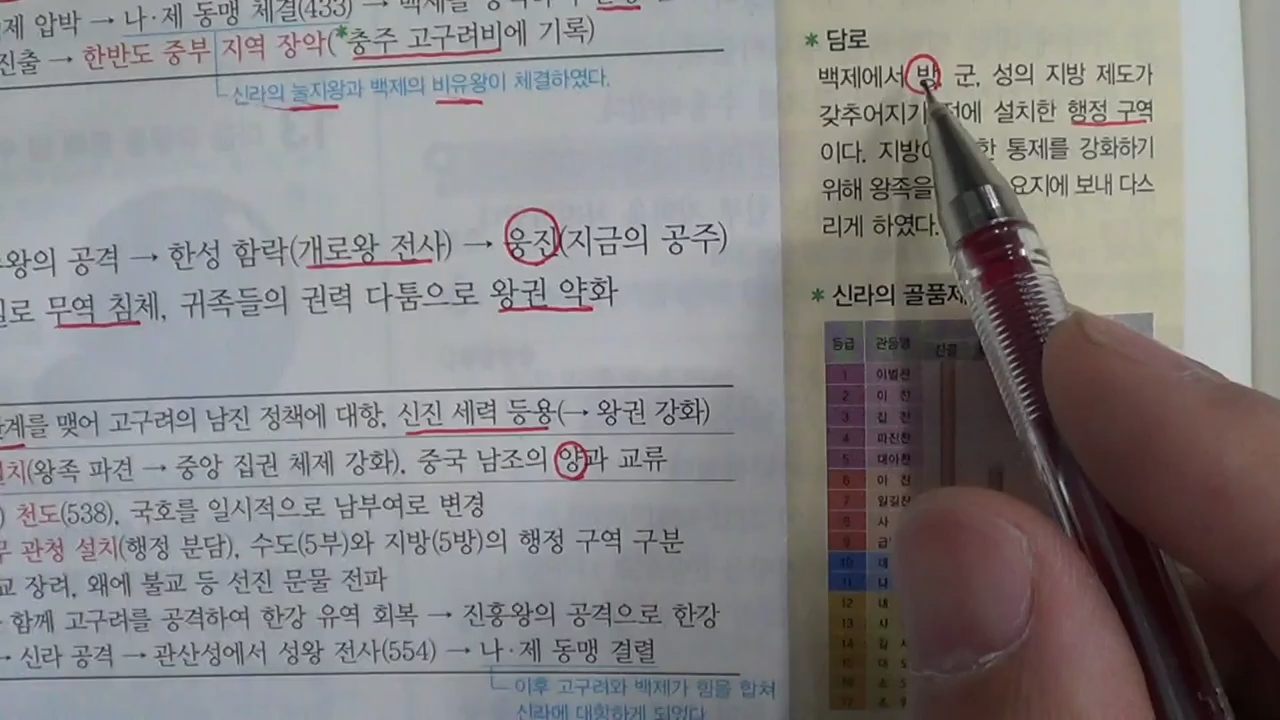 제 압박 → 나·제 동맹 체결(433) →
진출 → 한반도 중부 지역 장악(*충주 고구려비에 기록)
신라의 눌지왕과 백제의 비유왕이 체결하였다.
왕의 공격 → 한성 함락(개로왕 전사) → 웅진(지금의 공주)
로 무역 침체, 귀족들의 권력 다툼으로 왕권 약화
계를 맺어 고구려의 남진 정책에 대항, 신진 세력 등용(→ 왕권 강화)
치(왕족 파견 → 중앙 집권 체제 강화), 중국 남조의 양과 교류
) 천도(538), 국호를 일시적으로 남부여로 변경
관청 설치(행정 분담), 수도(5부)와 지방(5방)의 행정 구역 구분
교 장려, 왜에 불교 등 선진 문물 전파
함께 고구려를 공격하여 한강 유역 회복 → 진흥왕의 공격으로 한강
→ 신라 공격 → 관산성에서 성왕 전사(554) → 나·제 동맹 결렬
이후 고구려와 백제가 힘을 합쳐
신라에 대항하게 되었다.
* 담로
백제에서 방, 군, 성의 지방 제도가
갖추어지기 전에 설치한 행정 구역
이다. 지방에 한 통제를 강화하기
위해 왕족을 요지에 보내 다스
리게 하였다.
* 신라의 골품제
등급 관등명 진골
1 이벌찬
2 이 찬
3 잡 찬
4 파진찬
5 대아찬
6 아 찬
7 일길찬
8 사
9 급
10 대
11 나
12
13 사
14
15
16 소
17 조